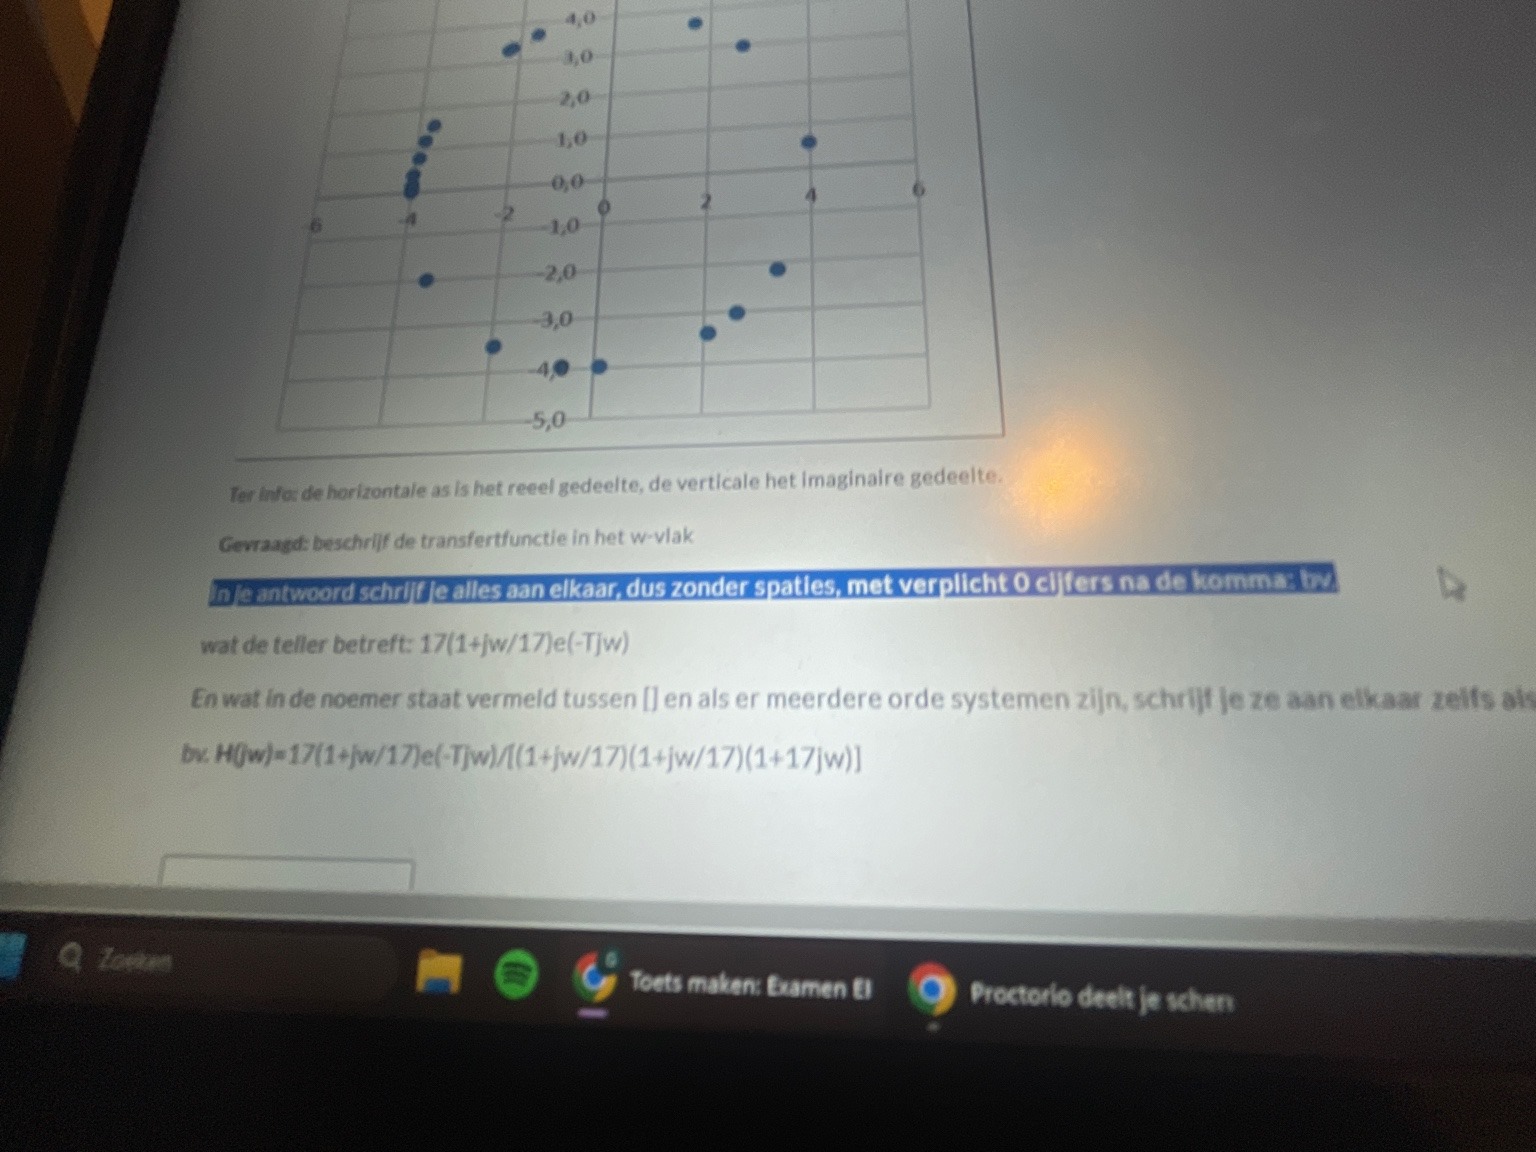 4,0
3,0
2,0
1,0
0,0
6 -4 -2 0 2 4 6
-1,0
-2,0
-3,0
-4,0
-5,0
Ter info: de horizontale as is het reeel gedeelte, de verticale het imaginaire gedeelte.
Gevraagd: beschrijf de transfertfunctie in het w-vlak
In je antwoord schrijf je alles aan elkaar, dus zonder spaties, met verplicht 0 cijfers na de komma: bv.
wat de teller betreft: 17(1+jw/17)e(-Tjw)
En wat in de noemer staat vermeld tussen [] en als er meerdere orde systemen zijn, schrijf je ze aan elkaar zelfs als
bv. H(jw)=17(1+jw/17)e(-Tjw)/[(1+jw/17)(1+jw/17)(1+17jw)]
Zoeken
Toets maken: Examen El
Proctorio deelt je scherr